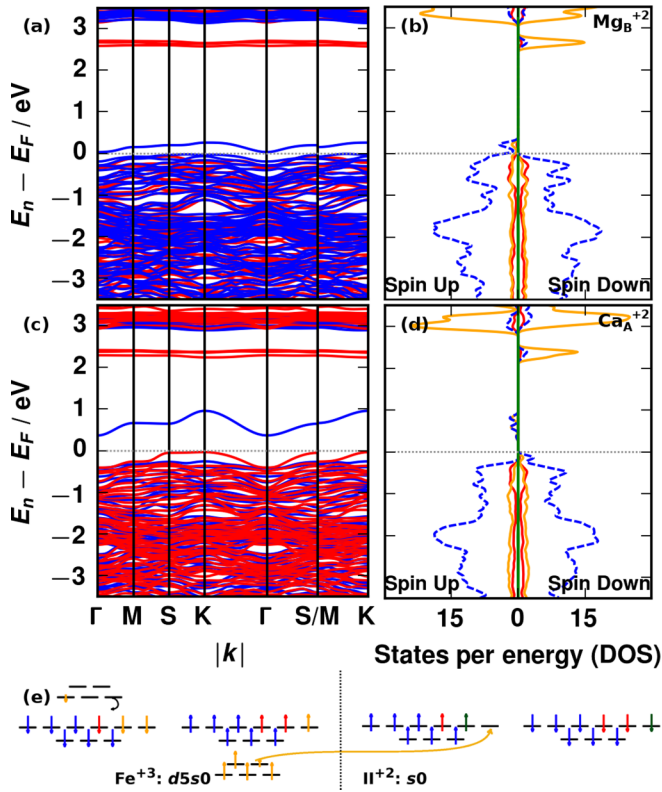 (a)
3
2
1
0
−1
−2
−3
E_n − E_F / eV
(b)
Mg_B^{+2}
Spin Up
Spin Down
(c)
3
2
1
0
−1
−2
−3
E_n − E_F / eV
Γ M S K Γ S/M K
|k|
(d)
Ca_A^{+2}
Spin Up
Spin Down
15 0 15
States per energy (DOS)
(e)
Fe^{+3}: d5s0
II^{+2}: s0